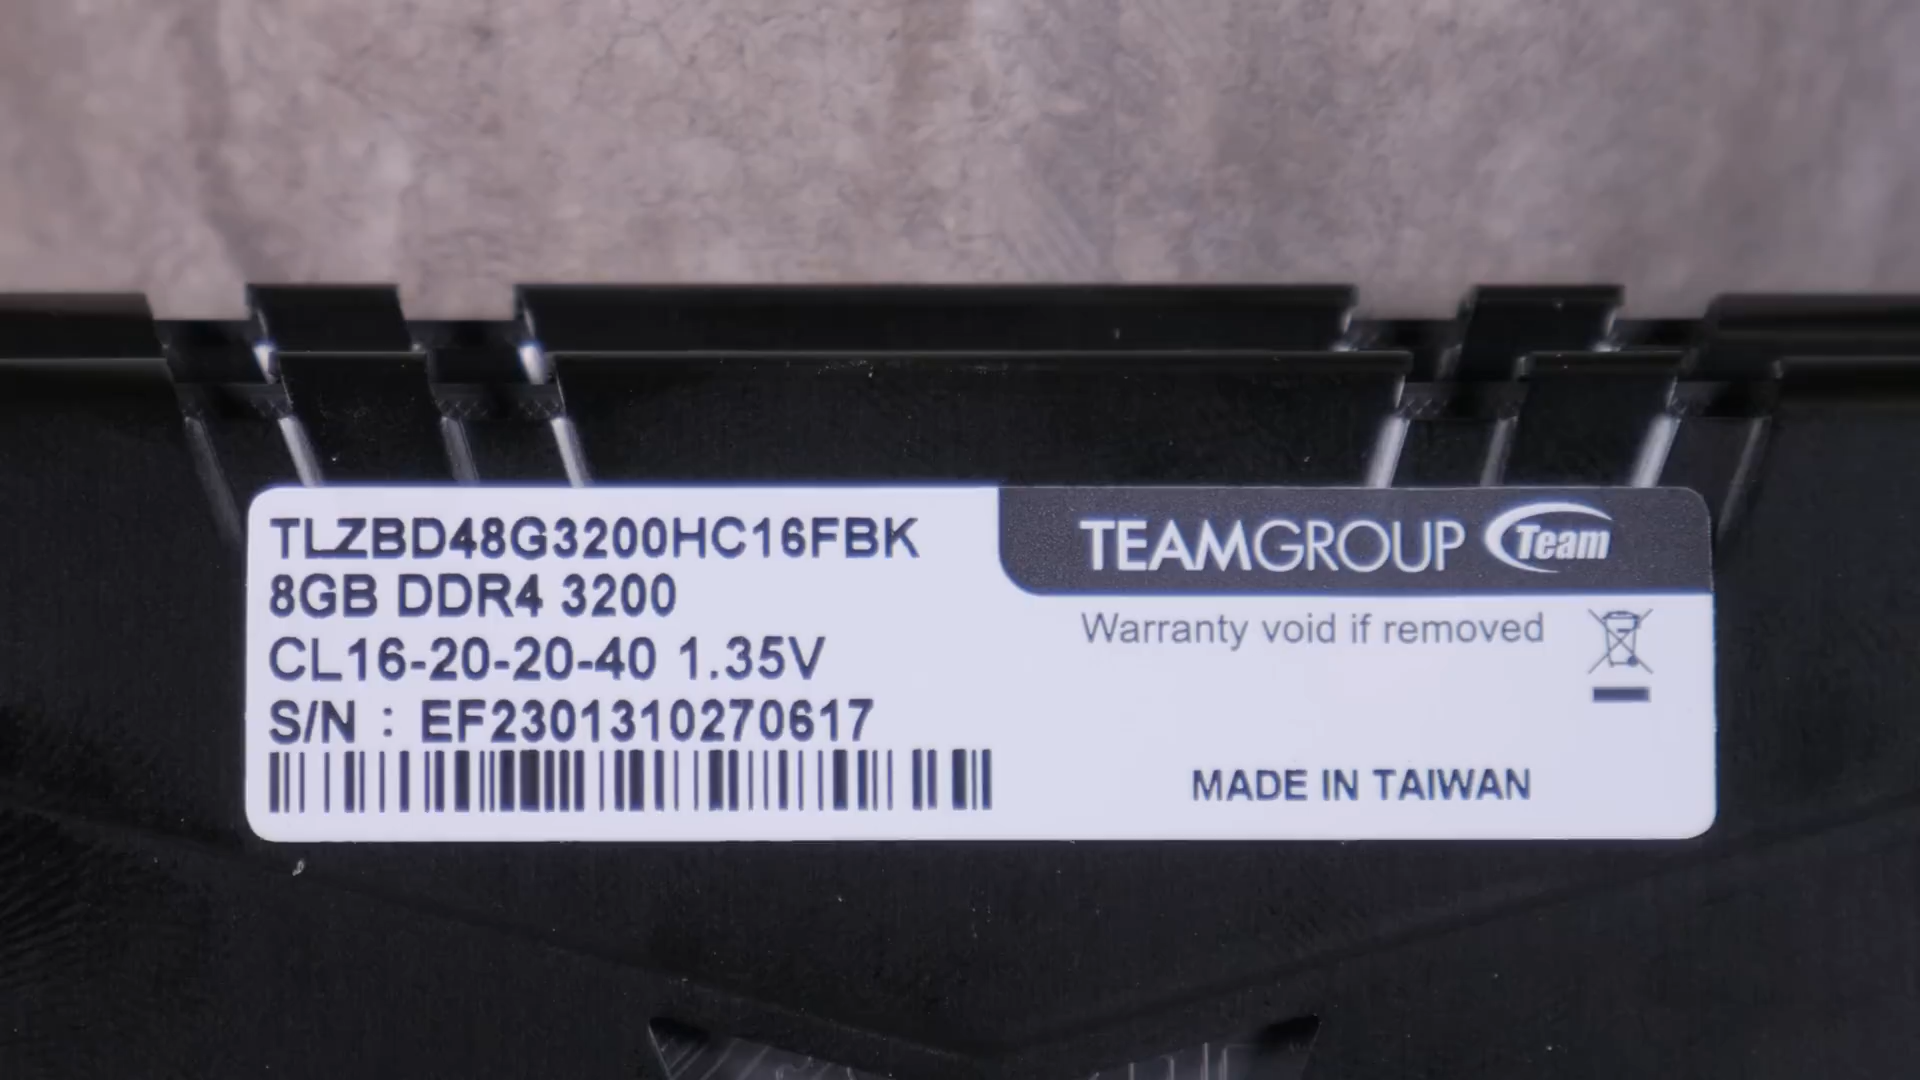 TLZBD48G3200HC16FBK
8GB DDR4 3200
CL16-20-20-40 1.35V
S/N : EF2301310270617
TEAMGROUP Team
Warranty void if removed
MADE IN TAIWAN